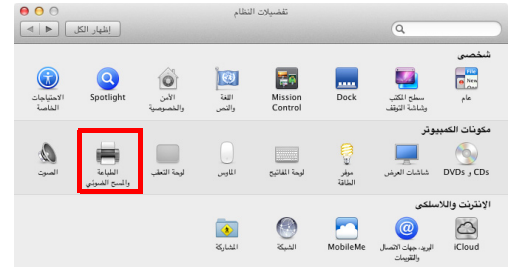 تفضيلات النظام
إظهار الكل
شخصي
عام
سطح المكتب
وشاشة التوقف
Dock
Mission
Control
اللغة
والنص
الأمن
والخصوصية
Spotlight
الاحتياجات
الخاصة
مكونات الكمبيوتر
CDs و DVDs
شاشات العرض
موفر
الطاقة
لوحة المفاتيح
الماوس
لوحة التعقب
الطباعة
والمسح الضوئي
الصوت
الإنترنت واللاسلكي
iCloud
البريد، جهات الاتصال
والتقويمات
MobileMe
الشبكة
المشاركة